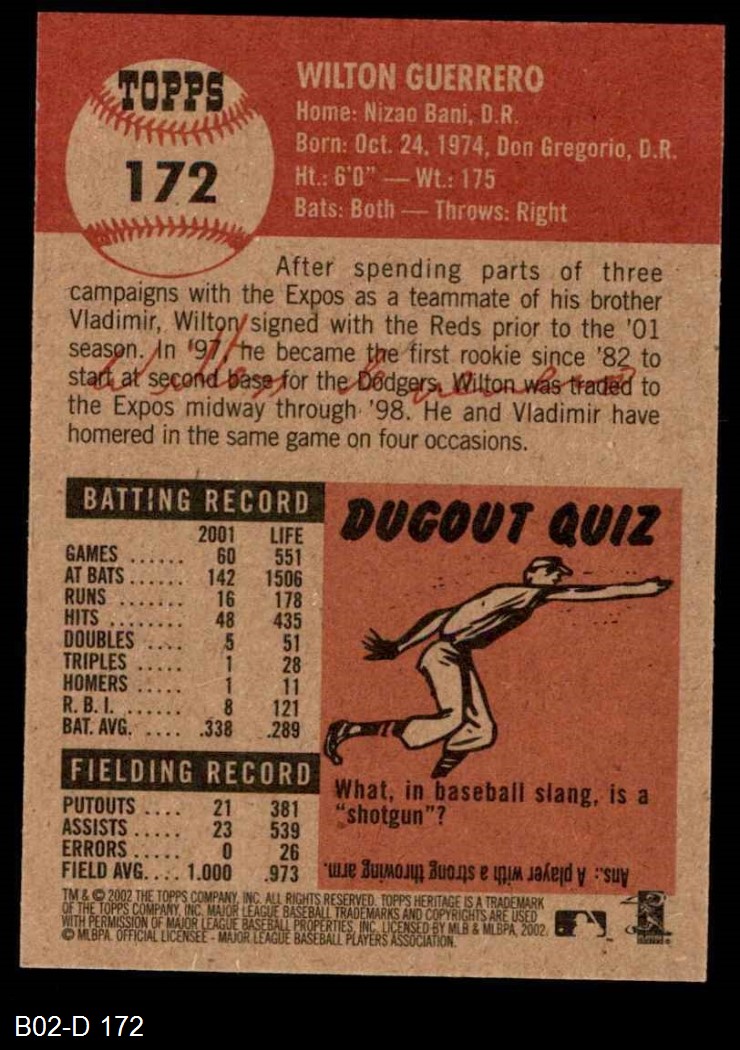 TOPPS
172
WILTON GUERRERO
Home: Nizao Bani, D.R.
Born: Oct. 24, 1974, Don Gregorio, D.R.
Ht.: 6'0" — Wt.: 175
Bats: Both — Throws: Right
After spending parts of three
campaigns with the Expos as a teammate of his brother
Vladimir, Wilton signed with the Reds prior to the '01
season. In '97, he became the first rookie since '82 to
start at second base for the Dodgers. Wilton was traded to
the Expos midway through '98. He and Vladimir have
homered in the same game on four occasions.
Wilton Guerrero
BATTING RECORD
2001 LIFE
GAMES ...... 60 551
AT BATS ...... 142 1506
RUNS ....... 16 178
HITS ........ 48 435
DOUBLES .... 5 51
TRIPLES ..... 1 28
HOMERS ..... 1 11
R. B. I. ...... 8 121
BAT. AVG. .... .338 .289
FIELDING RECORD
PUTOUTS .... 21 381
ASSISTS ..... 23 539
ERRORS ..... 0 26
FIELD AVG. ... 1.000 .973
DUGOUT QUIZ
What, in baseball slang, is a
"shotgun"?
Ans.: A player with a strong throwing arm.
TM & © 2002 THE TOPPS COMPANY, INC. ALL RIGHTS RESERVED. TOPPS HERITAGE IS A TRADEMARK
OF THE TOPPS COMPANY, INC. MAJOR LEAGUE BASEBALL TRADEMARKS AND COPYRIGHTS ARE USED
WITH PERMISSION OF MAJOR LEAGUE BASEBALL PROPERTIES, INC. LICENSED BY MLB & MLBPA, 2002.
© MLBPA. OFFICIAL LICENSEE - MAJOR LEAGUE BASEBALL PLAYERS ASSOCIATION.
B02-D 172